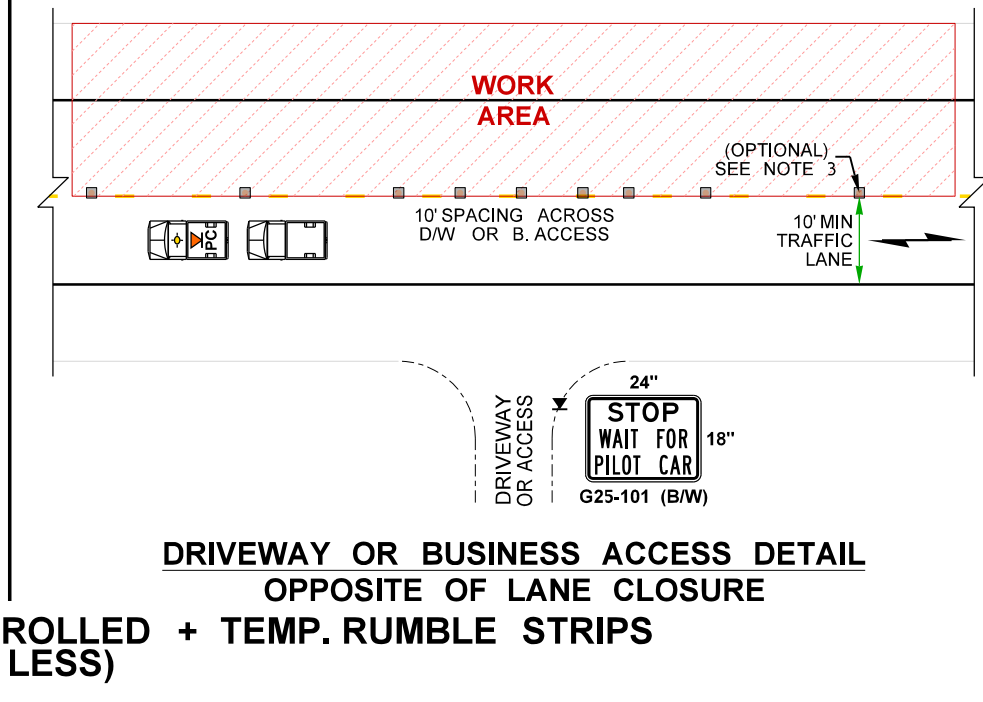 WORK
AREA
(OPTIONAL)
SEE NOTE 3
10' SPACING ACROSS
D/W OR B. ACCESS
10' MIN
TRAFFIC
LANE
PC
DRIVEWAY
OR ACCESS
24"
STOP
WAIT FOR
PILOT CAR
18"
G25-101 (B/W)
DRIVEWAY OR BUSINESS ACCESS DETAIL
OPPOSITE OF LANE CLOSURE
ROLLED + TEMP. RUMBLE STRIPS
LESS)